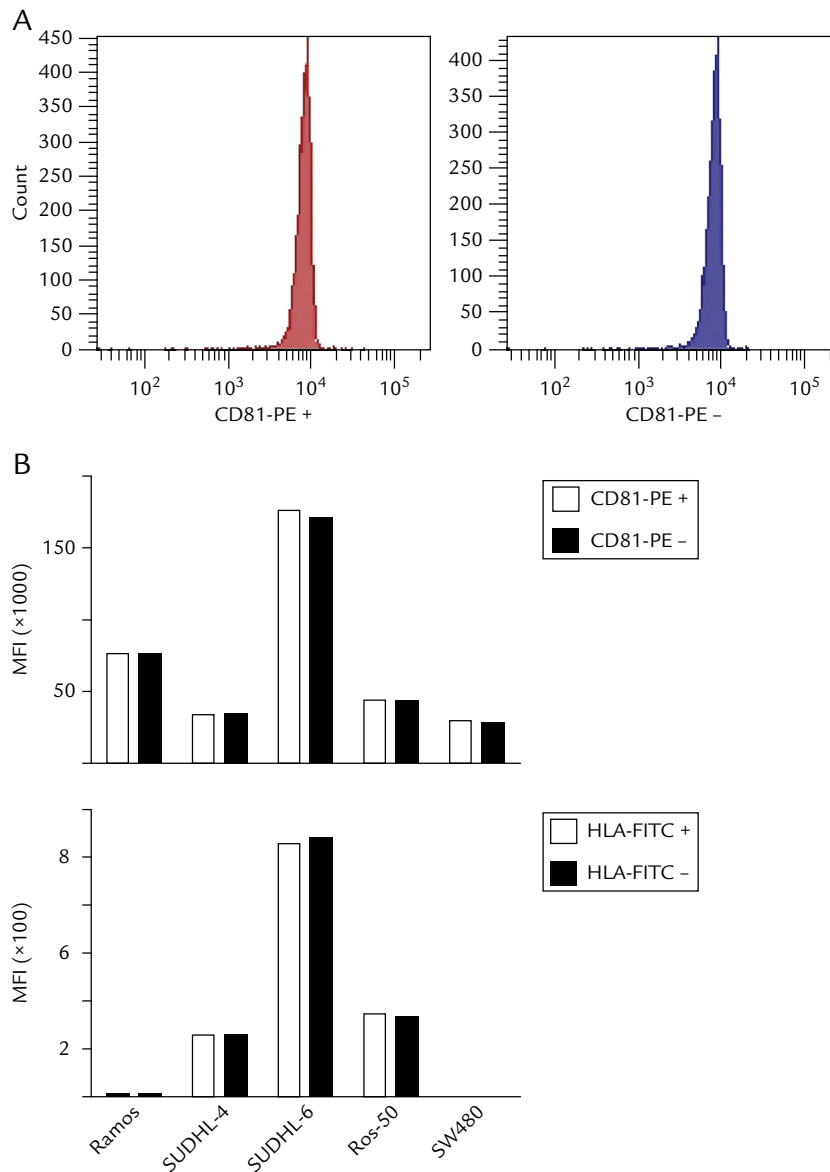 A
Count
450
400
350
300
250
200
150
100
50
0
10² 10³ 10⁴ 10⁵
CD81-PE +
400
350
300
250
200
150
100
50
0
10² 10³ 10⁴ 10⁵
CD81-PE –
B
MFI (×1000)
150
50
CD81-PE +
CD81-PE –
MFI (×100)
8
6
2
HLA-FITC +
HLA-FITC –
Ramos
SUDHL-4
SUDHL-6
Ros-50
SW480